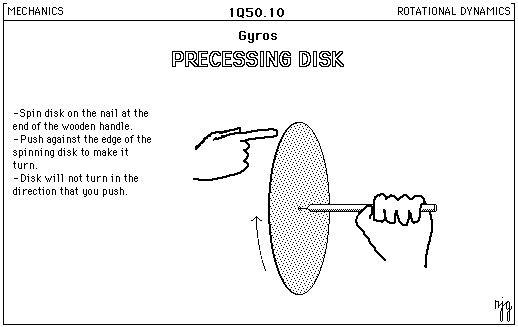 MECHANICS
1Q50.10
ROTATIONAL DYNAMICS
Gyros
PRECESSING DISK
-Spin disk on the nail at the
end of the wooden handle.
-Push against the edge of the
spinning disk to make it
turn.
-Disk will not turn in the
direction that you push.
njg